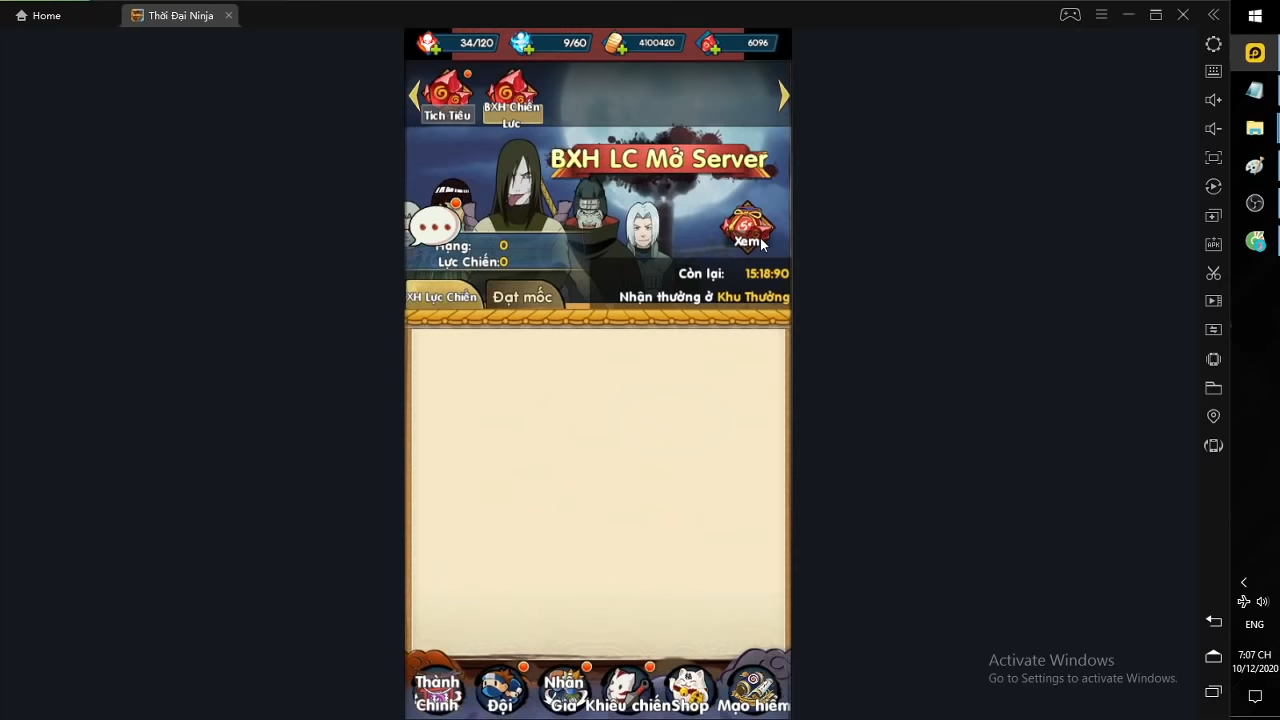 Home
Thời Đại Ninja
34/120
9/60
4100420
6096
Tích Tiêu
BXH Chiến
Lực
BXH LC Mở Server
Xem
Hạng: 0
Lực Chiến:0
Còn lại: 15:18:90
XH Lực Chiến
Đạt mốc
Nhận thưởng ở Khu Thưởng
Thành
Chính
Đội
Nhẫn
Giả
Khiêu chiến
Shop
Mạo hiểm
APK
Activate Windows
Go to Settings to activate Windows.
ENG
7:07 CH
10/12/2020